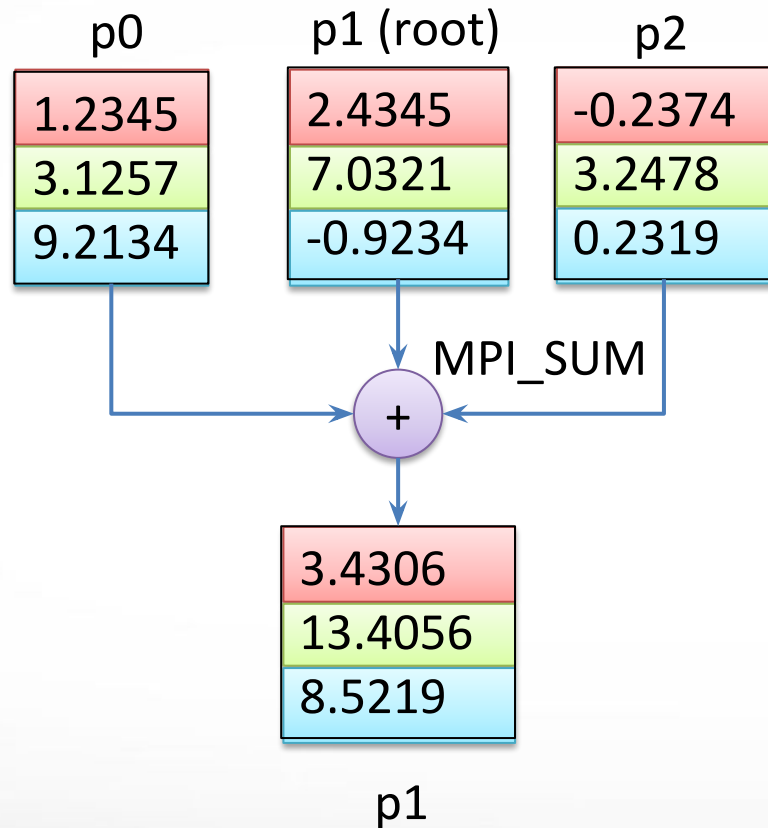 p0
p1 (root)
p2
1.2345
3.1257
9.2134
2.4345
7.0321
-0.9234
-0.2374
3.2478
0.2319
MPI_SUM
+
3.4306
13.4056
8.5219
p1